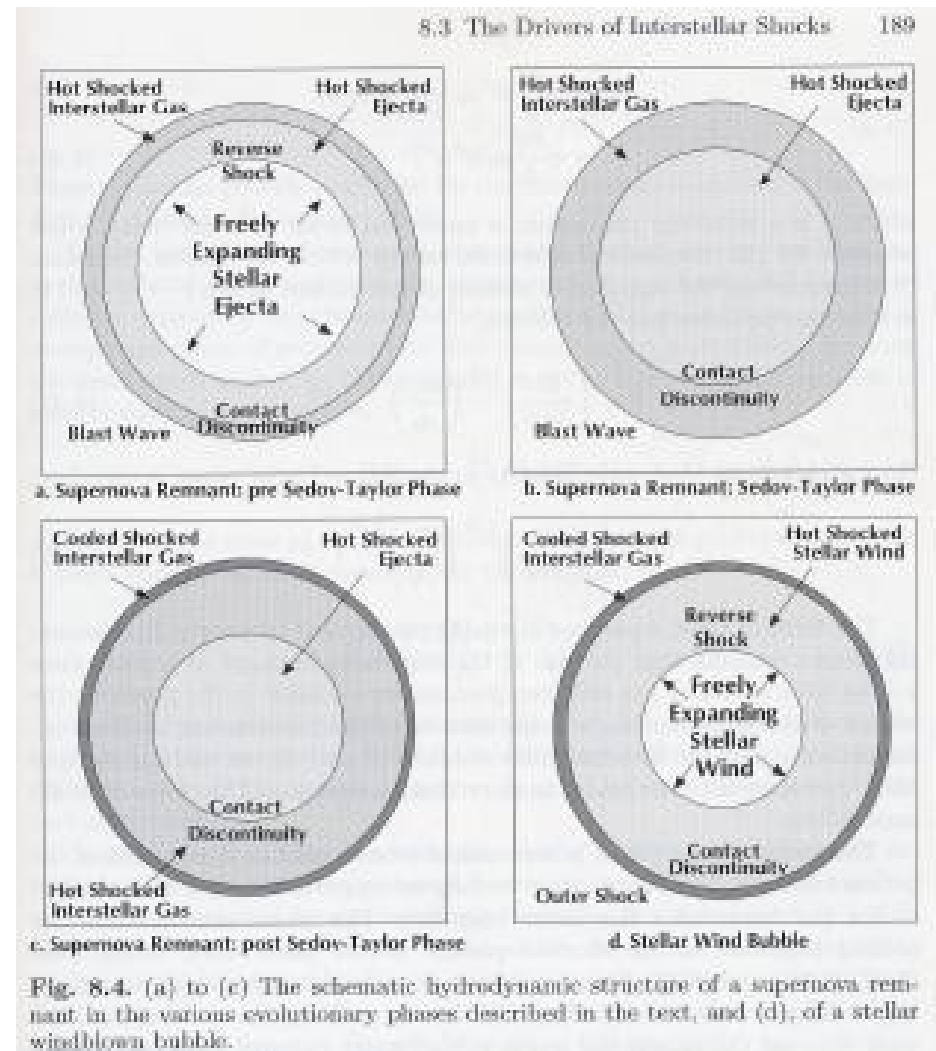 8.3 The Drivers of Interstellar Shocks 189
Hot Shocked
Interstellar Gas
Hot Shocked
Ejecta
Reverse
Shock
Freely
Expanding
Stellar
Ejecta
Contact
Discontinuity
Blast Wave
a. Supernova Remnant: pre Sedov-Taylor Phase
Hot Shocked
Interstellar Gas
Hot Shocked
Ejecta
Contact
Discontinuity
Blast Wave
b. Supernova Remnant: Sedov-Taylor Phase
Cooled Shocked
Interstellar Gas
Hot Shocked
Ejecta
Contact
Discontinuity
Hot Shocked
Interstellar Gas
c. Supernova Remnant: post Sedov-Taylor Phase
Cooled Shocked
Interstellar Gas
Hot Shocked
Stellar Wind
Reverse
Shock
Freely
Expanding
Stellar
Wind
Contact
Discontinuity
Outer Shock
d. Stellar Wind Bubble
Fig. 8.4. (a) to (c) The schematic hydrodynamic structure of a supernova rem-
nant in the various evolutionary phases described in the text, and (d), of a stellar
windblown bubble.